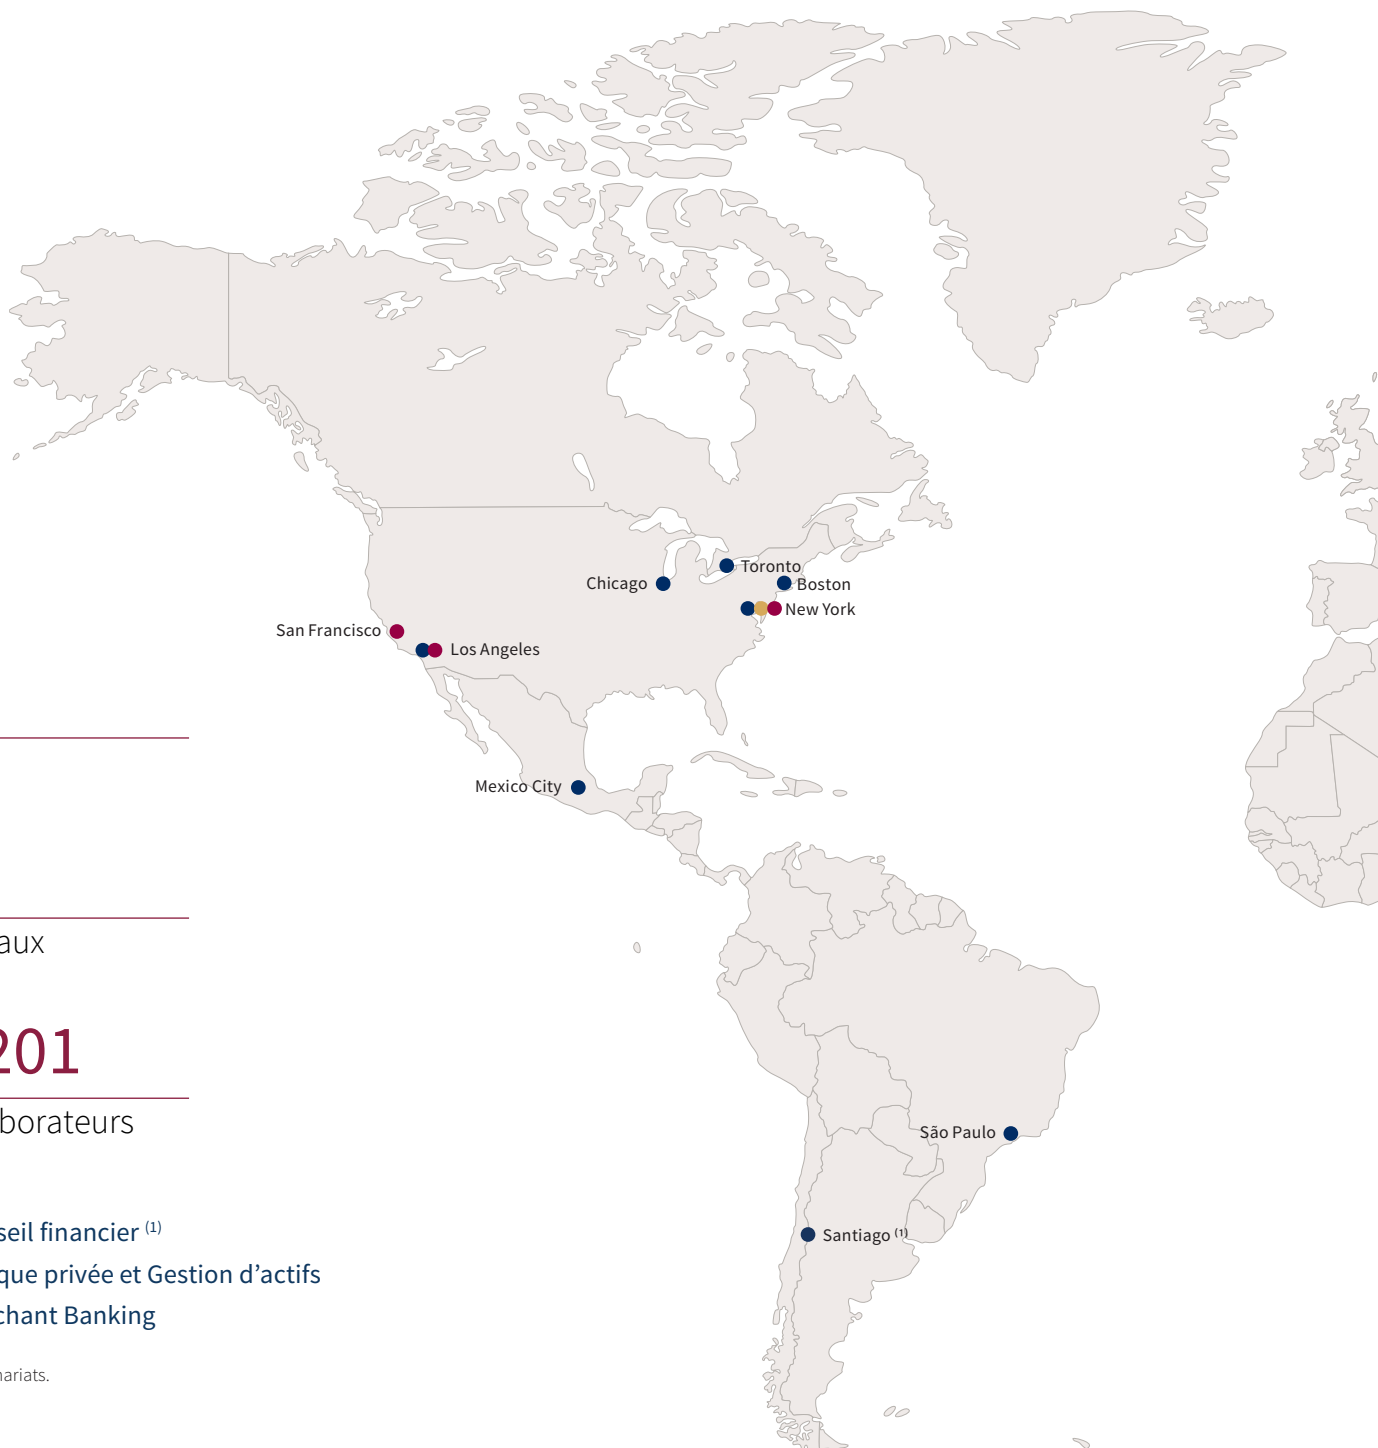 Toronto
Chicago
Boston
New York
San Francisco
Los Angeles
Mexico City
aux
201
borateurs
São Paulo
seil financier (1)
Santiago (1)
que privée et Gestion d’actifs
chant Banking
nariats.